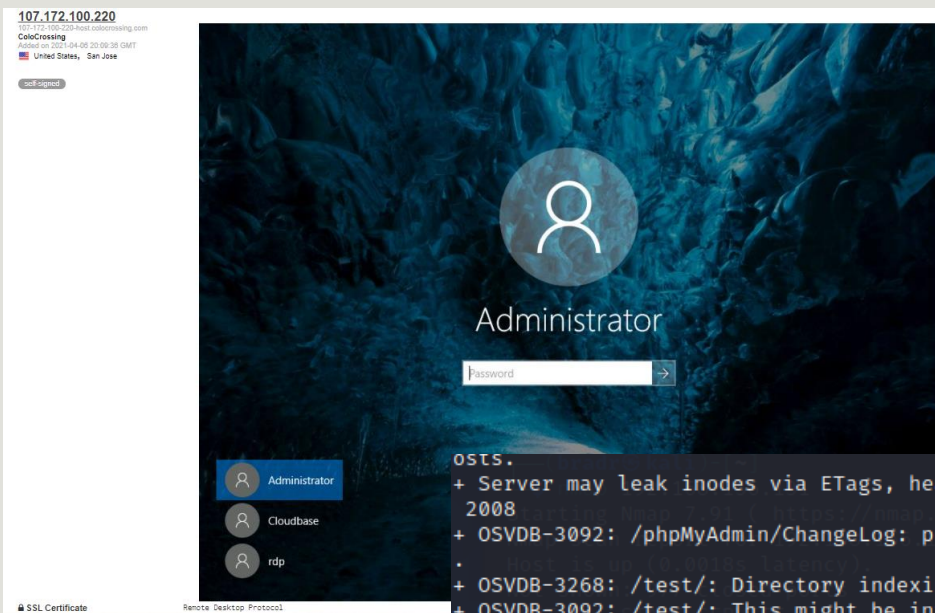 107.172.100.220
107-172-100-220-host.colocrossing.com
ColoCrossing
Added on 2021-04-06 20:09:36 GMT
United States, San Jose
self-signed
Administrator
Password
Administrator
Cloudbase
rdp
SSL Certificate
Remote Desktop Protocol
osts.
+ Server may leak inodes via ETags, he
2008
+ OSVDB-3092: /phpMyAdmin/ChangeLog: p
.
+ OSVDB-3268: /test/: Directory indexi
+ OSVDB-3092: /test/: This might be in